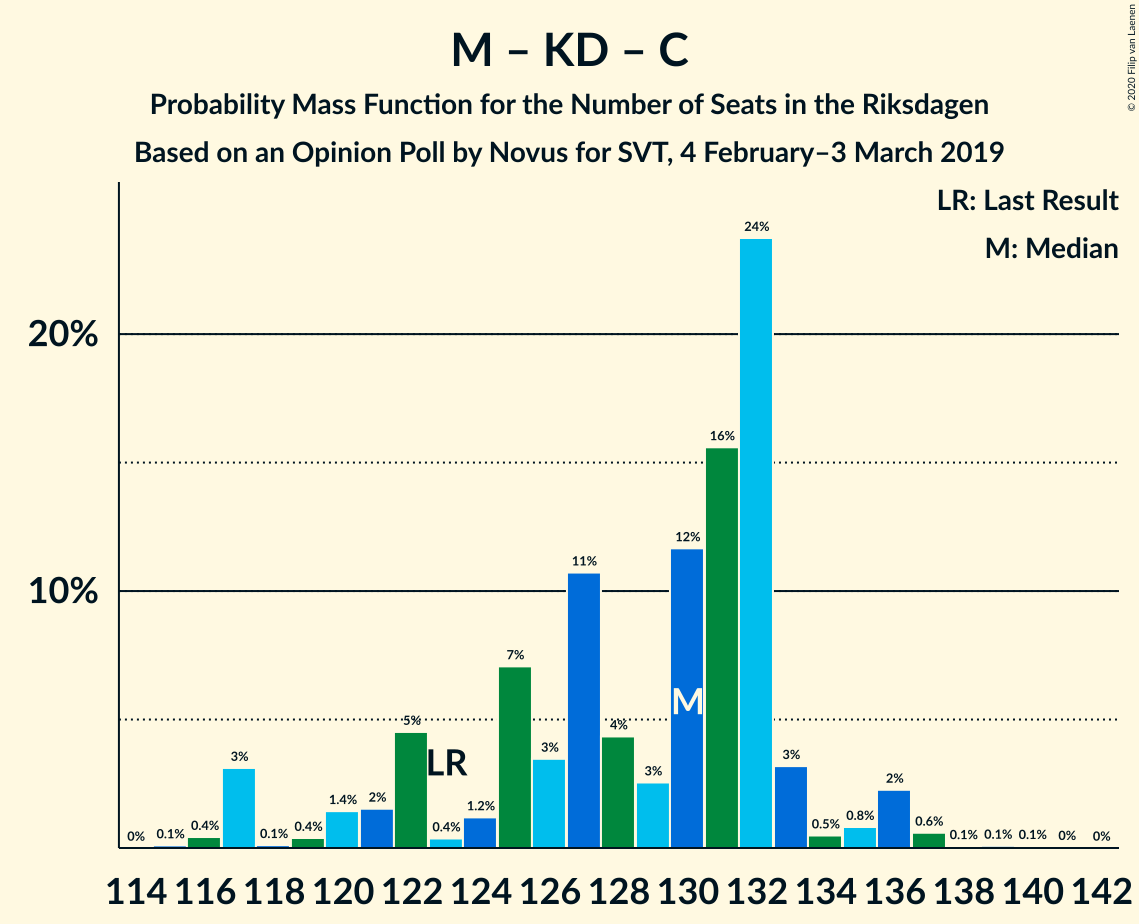 M – KD – C
Probability Mass Function for the Number of Seats in the Riksdagen
Based on an Opinion Poll by Novus for SVT, 4 February–3 March 2019
© 2020 Filip van Laenen
LR: Last Result
M: Median
20%
10%
0% 0.1% 0.4% 3% 0.1% 0.4% 1.4% 2% 5% 0.4% 1.2% 7% 3% 11% 4% 3% 12% 16% 24% 3% 0.5% 0.8% 2% 0.6% 0.1% 0.1% 0.1% 0% 0%
LR
M
114 116 118 120 122 124 126 128 130 132 134 136 138 140 142